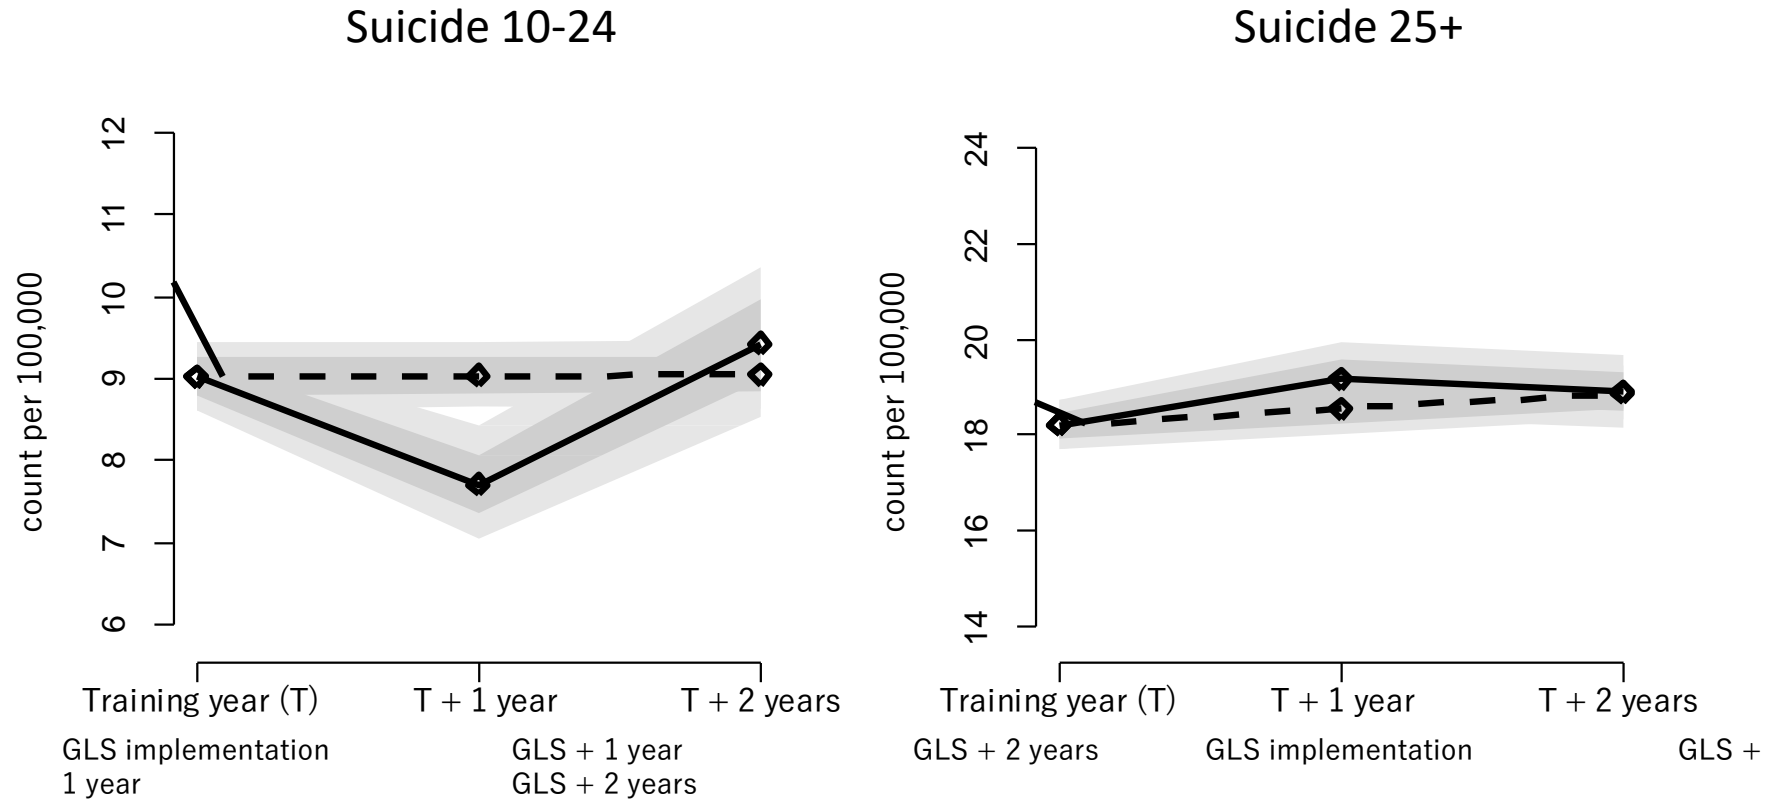 Suicide 10-24
Suicide 25+
count per 100,000
12
11
10
9
8
7
6
Training year (T)
T + 1 year
T + 2 years
count per 100,000
24
22
20
18
16
14
Training year (T)
T + 1 year
T + 2 years
GLS implementation
GLS + 1 year
GLS + 2 years
GLS implementation
GLS +
1 year
GLS + 2 years